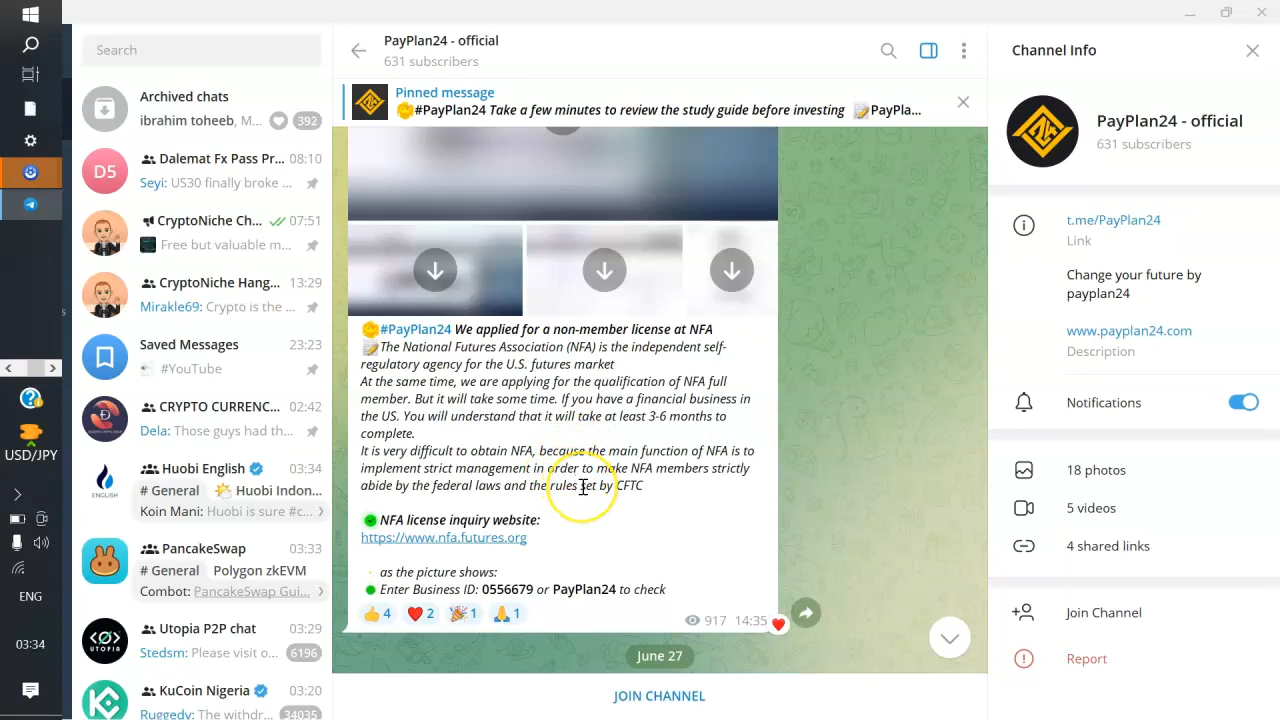 ENG
03:34
USD/JPY
Search
Archived chats
ibrahim toheeb, M... 392
D5
Dalemat Fx Pass Pr... 08:10
Seyi: US30 finally broke ...
CryptoNiche Ch... 07:51
Free but valuable m...
CryptoNiche Hang... 13:29
Mirakle69: Crypto is the ...
Saved Messages 23:23
#YouTube
CRYPTO CURRENC... 02:42
Dela: Those guys had th...
ENGLISH
Huobi English 03:34
# General Huobi Indon...
Koin Mani: Huobi is sure #c...
PancakeSwap 03:33
# General Polygon zkEVM
Combot: PancakeSwap Gui...
Utopia P2P chat 03:29
Stedsm: Please visit o... 6196
KuCoin Nigeria 03:20
Ruggedy: The withdr... 34035
PayPlan24 - official
631 subscribers
Pinned message
#PayPlan24 Take a few minutes to review the study guide before investing PayPla...
#PayPlan24 We applied for a non-member license at NFA
The National Futures Association (NFA) is the independent self-
regulatory agency for the U.S. futures market
At the same time, we are applying for the qualification of NFA full
member. But it will take some time. If you have a financial business in
the US. You will understand that it will take at least 3-6 months to
complete.
It is very difficult to obtain NFA, because the main function of NFA is to
implement strict management in order to make NFA members strictly
abide by the federal laws and the rules set by CFTC
NFA license inquiry website:
https://www.nfa.futures.org
as the picture shows:
Enter Business ID: 0556679 or PayPlan24 to check
4 2 1 1
917 14:35
June 27
JOIN CHANNEL
Channel Info
PayPlan24 - official
631 subscribers
t.me/PayPlan24
Link
Change your future by
payplan24
www.payplan24.com
Description
Notifications
18 photos
5 videos
4 shared links
Join Channel
Report